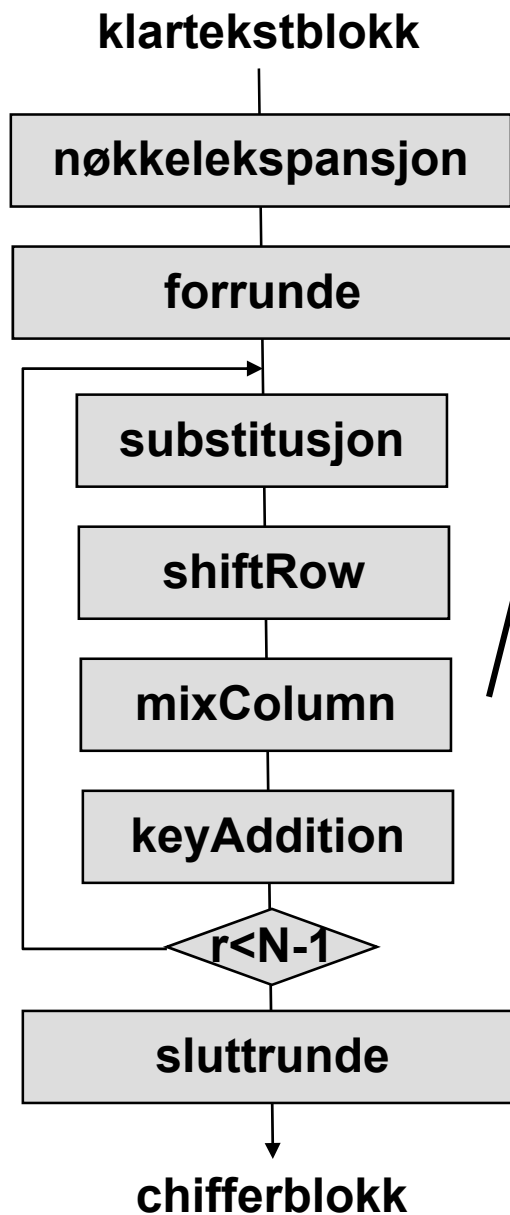 klartekstblokk
nøkkelekspansjon
forrunde
substitusjon
shiftRow
mixColumn
keyAddition
r<N-1
sluttrunde
chifferblokk